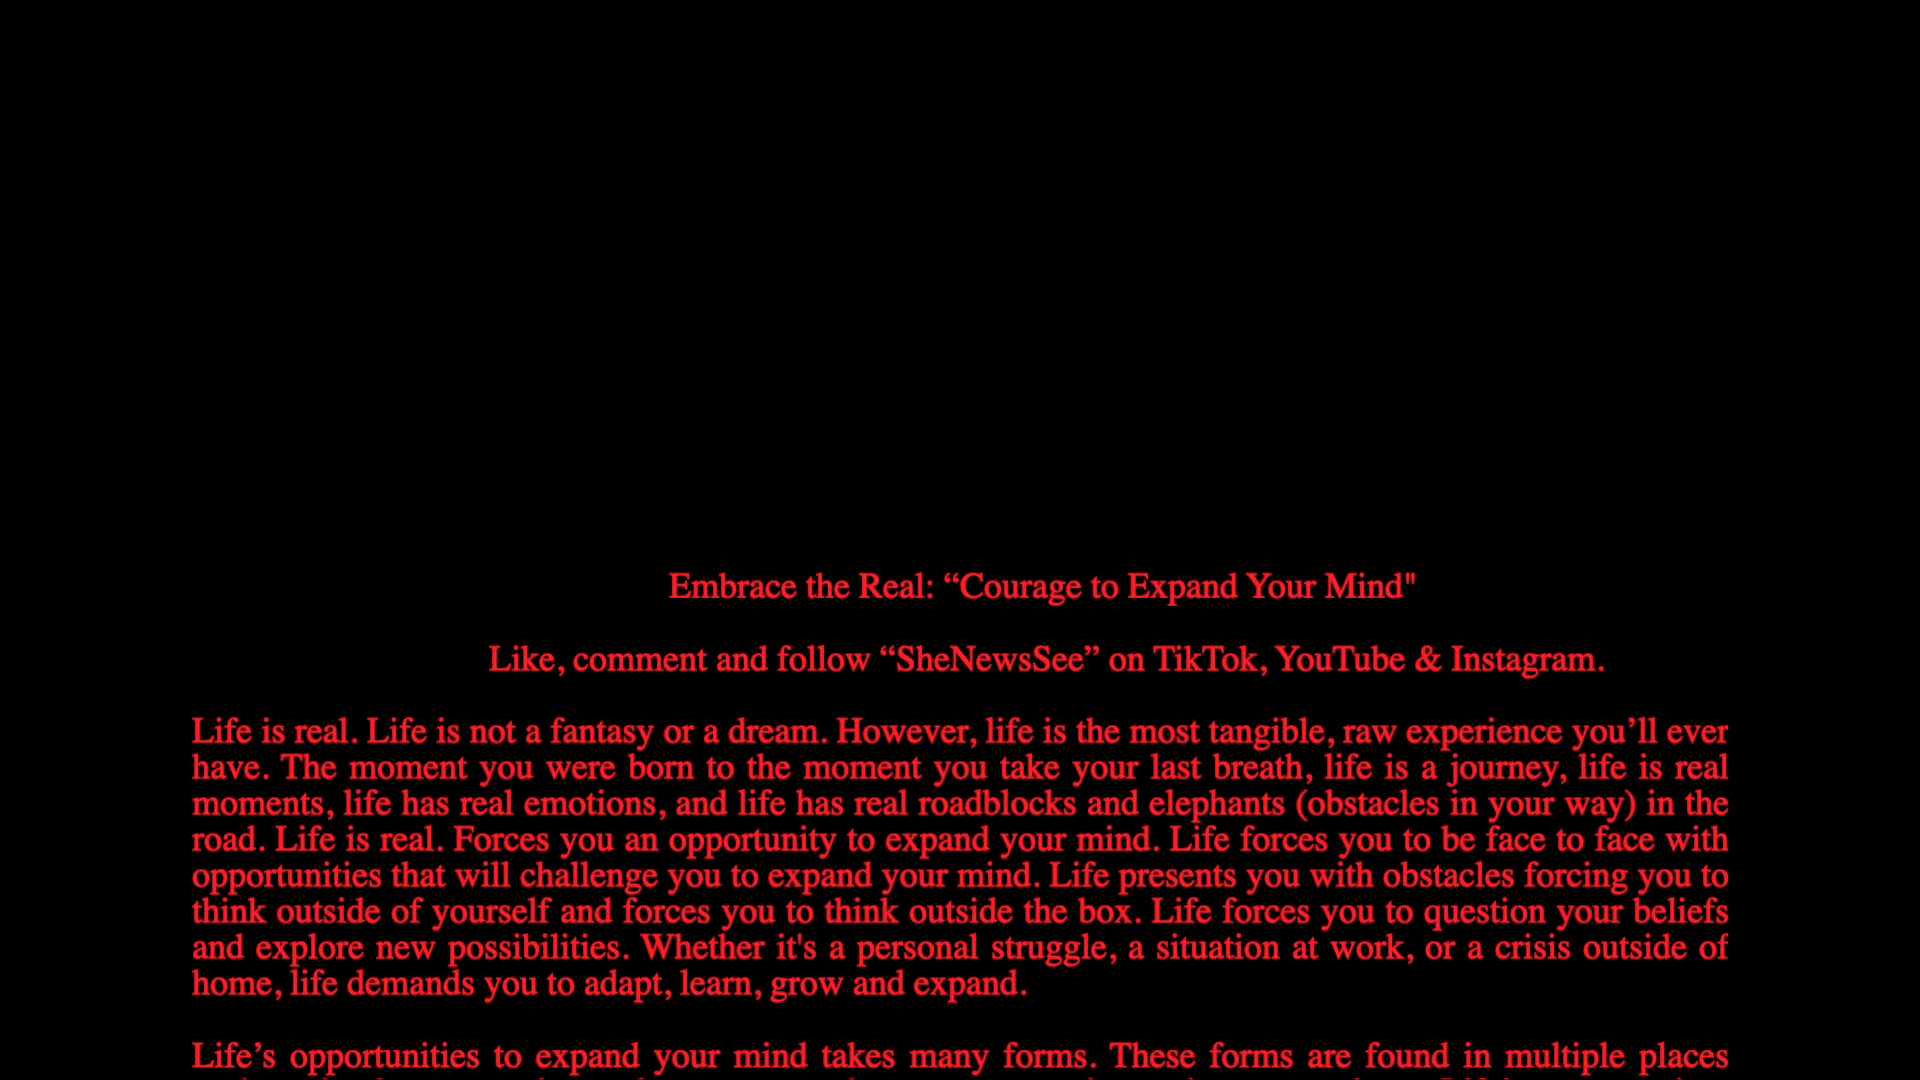 Embrace the Real: “Courage to Expand Your Mind"
Like, comment and follow “SheNewsSee” on TikTok, YouTube & Instagram.
Life is real. Life is not a fantasy or a dream. However, life is the most tangible, raw experience you’ll ever
have. The moment you were born to the moment you take your last breath, life is a journey, life is real
moments, life has real emotions, and life has real roadblocks and elephants (obstacles in your way) in the
road. Life is real. Forces you an opportunity to expand your mind. Life forces you to be face to face with
opportunities that will challenge you to expand your mind. Life presents you with obstacles forcing you to
think outside of yourself and forces you to think outside the box. Life forces you to question your beliefs
and explore new possibilities. Whether it's a personal struggle, a situation at work, or a crisis outside of
home, life demands you to adapt, learn, grow and expand.
Life’s opportunities to expand your mind takes many forms. These forms are found in multiple places